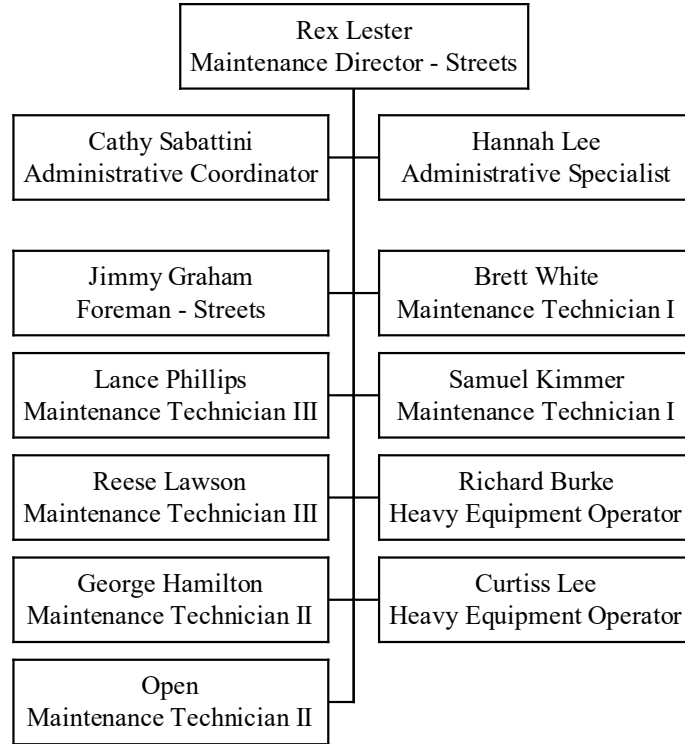 Rex Lester
Maintenance Director - Streets
Cathy Sabattini
Administrative Coordinator
Hannah Lee
Administrative Specialist
Jimmy Graham
Foreman - Streets
Brett White
Maintenance Technician I
Lance Phillips
Maintenance Technician III
Samuel Kimmer
Maintenance Technician I
Reese Lawson
Maintenance Technician III
Richard Burke
Heavy Equipment Operator
George Hamilton
Maintenance Technician II
Curtiss Lee
Heavy Equipment Operator
Open
Maintenance Technician II